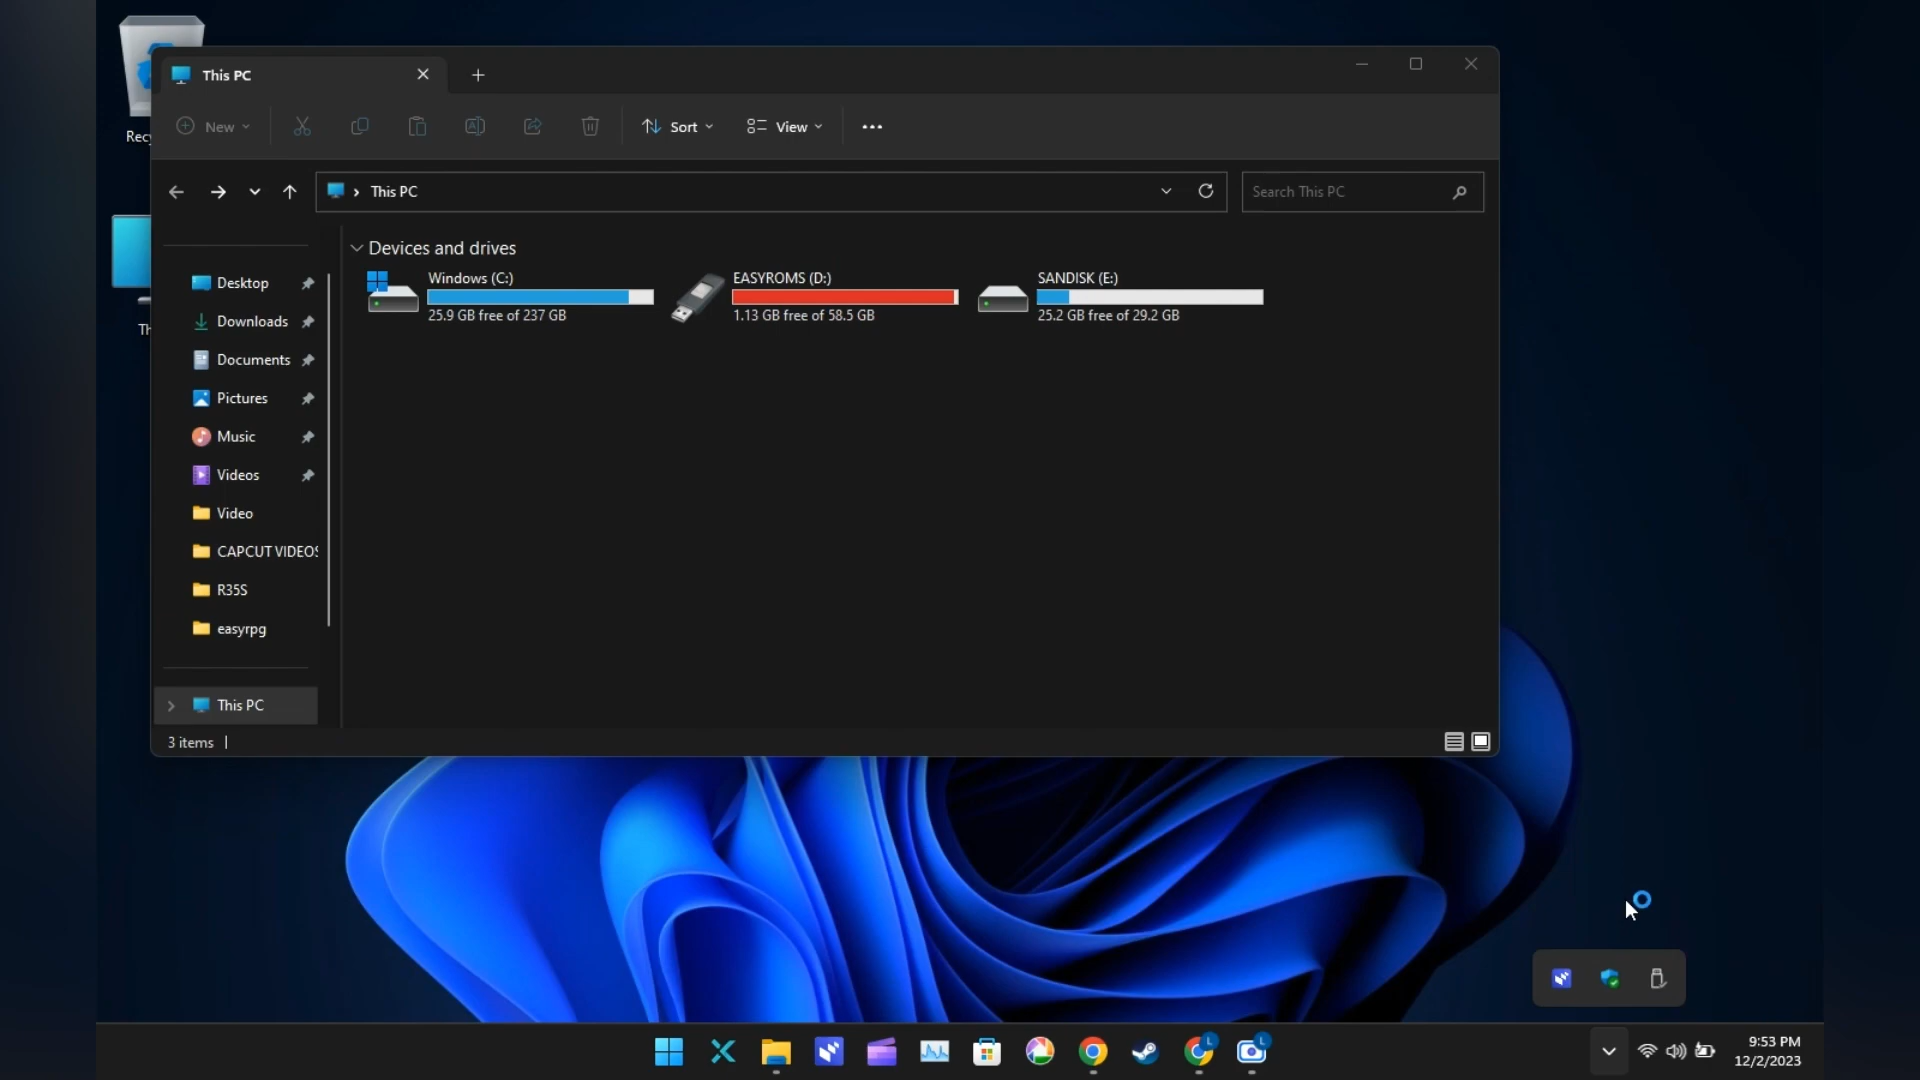 Recy
This PC
New
Sort
View
This PC
Search This PC
Th
Desktop
Downloads
Documents
Pictures
Music
Videos
Video
CAPCUT VIDEOS
R35S
easyrpg
This PC
Devices and drives
Windows (C:)
25.9 GB free of 237 GB
EASYROMS (D:)
1.13 GB free of 58.5 GB
SANDISK (E:)
25.2 GB free of 29.2 GB
3 items
L
L
9:53 PM
12/2/2023